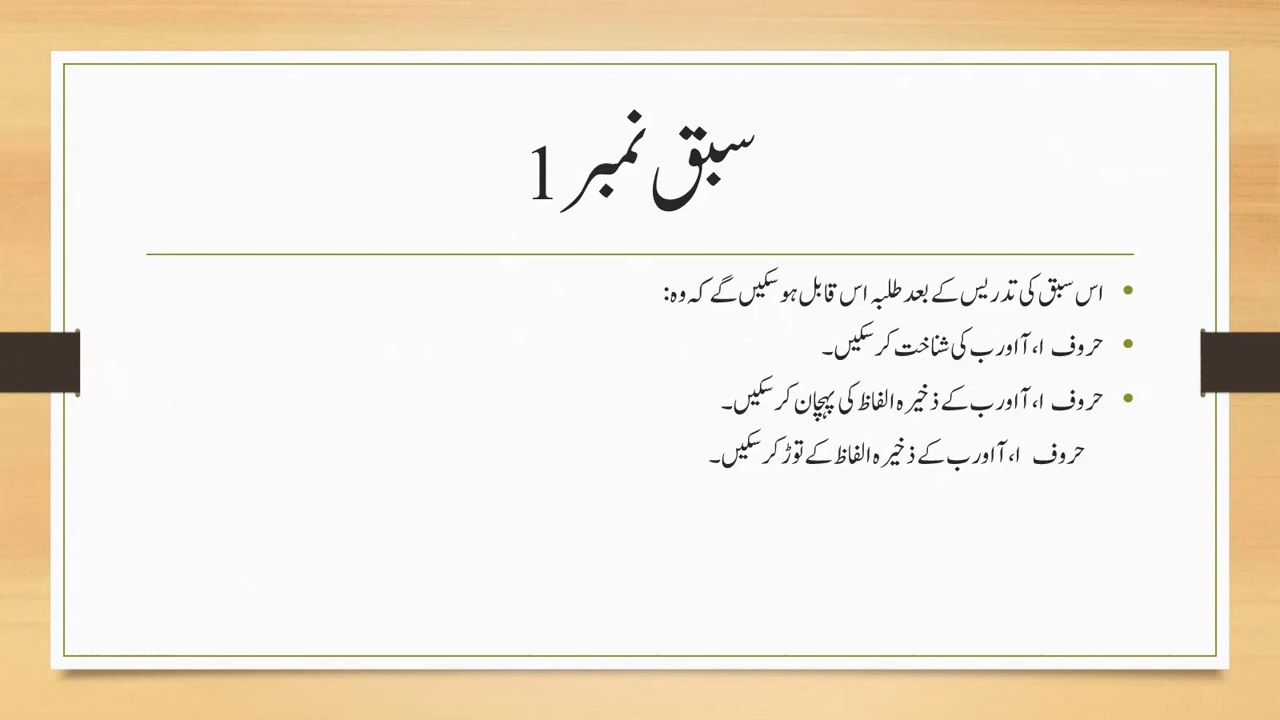 سبق نمبر 1
• اس سبق کی تدریس کے بعد طلبہ اس قابل ہو سکیں گے کہ وہ:
• حروف ا، آ اور ب کی شناخت کر سکیں۔
• حروف ا، آ اور ب کے ذخیرہ الفاظ کی پہچان کر سکیں۔
حروف ا، آ اور ب کے ذخیرہ الفاظ کے توڑ کر سکیں۔